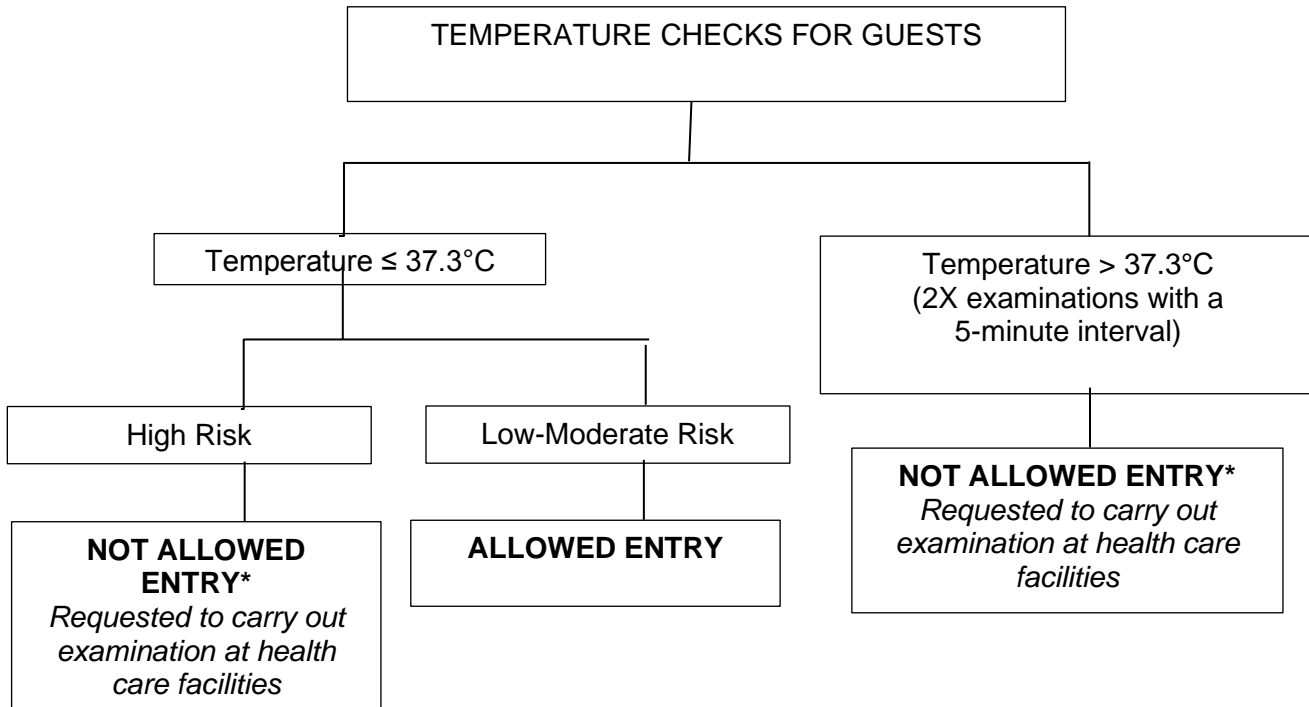 TEMPERATURE CHECKS FOR GUESTS
Temperature ≤ 37.3°C
Temperature > 37.3°C
(2X examinations with a
5-minute interval)
High Risk
Low-Moderate Risk
NOT ALLOWED
ENTRY*
Requested to carry out
examination at health
care facilities
ALLOWED ENTRY
NOT ALLOWED ENTRY*
Requested to carry out
examination at health care
facilities